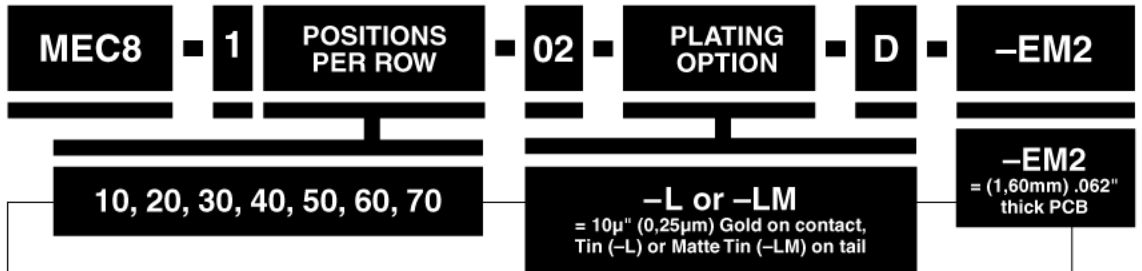 MEC8 - 1 POSITIONS PER ROW - 02 - PLATING OPTION - D - –EM2
10, 20, 30, 40, 50, 60, 70
–L or –LM
= 10µ" (0,25µm) Gold on contact,
Tin (–L) or Matte Tin (–LM) on tail
–EM2
= (1,60mm) .062"
thick PCB